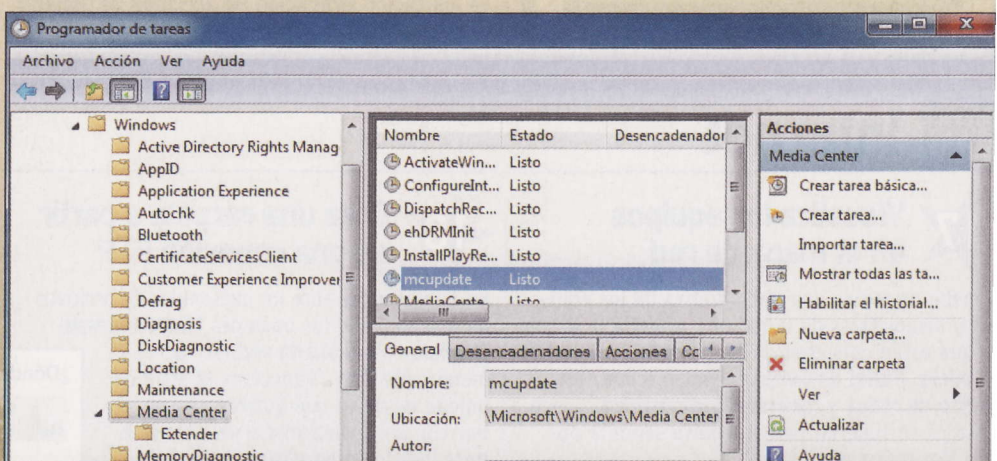 Programador de tareas
Archivo Acción Ver Ayuda
Windows
Active Directory Rights Manag
AppID
Application Experience
Autochk
Bluetooth
CertificateServicesClient
Customer Experience Improver
Defrag
Diagnosis
DiskDiagnostic
Location
Maintenance
Media Center
Extender
MemoryDiagnostic
Nombre Estado Desencadenador
ActivateWin... Listo
ConfigureInt... Listo
DispatchRec... Listo
ehDRMInit Listo
InstallPlayRe... Listo
mcupdate Listo
MediaCente Listo
General Desencadenadores Acciones Cc
Nombre: mcupdate
Ubicación: \Microsoft\Windows\Media Center
Autor:
Acciones
Media Center
Crear tarea básica...
Crear tarea...
Importar tarea...
Mostrar todas las ta...
Habilitar el historial...
Nueva carpeta...
Eliminar carpeta
Ver
Actualizar
Ayuda